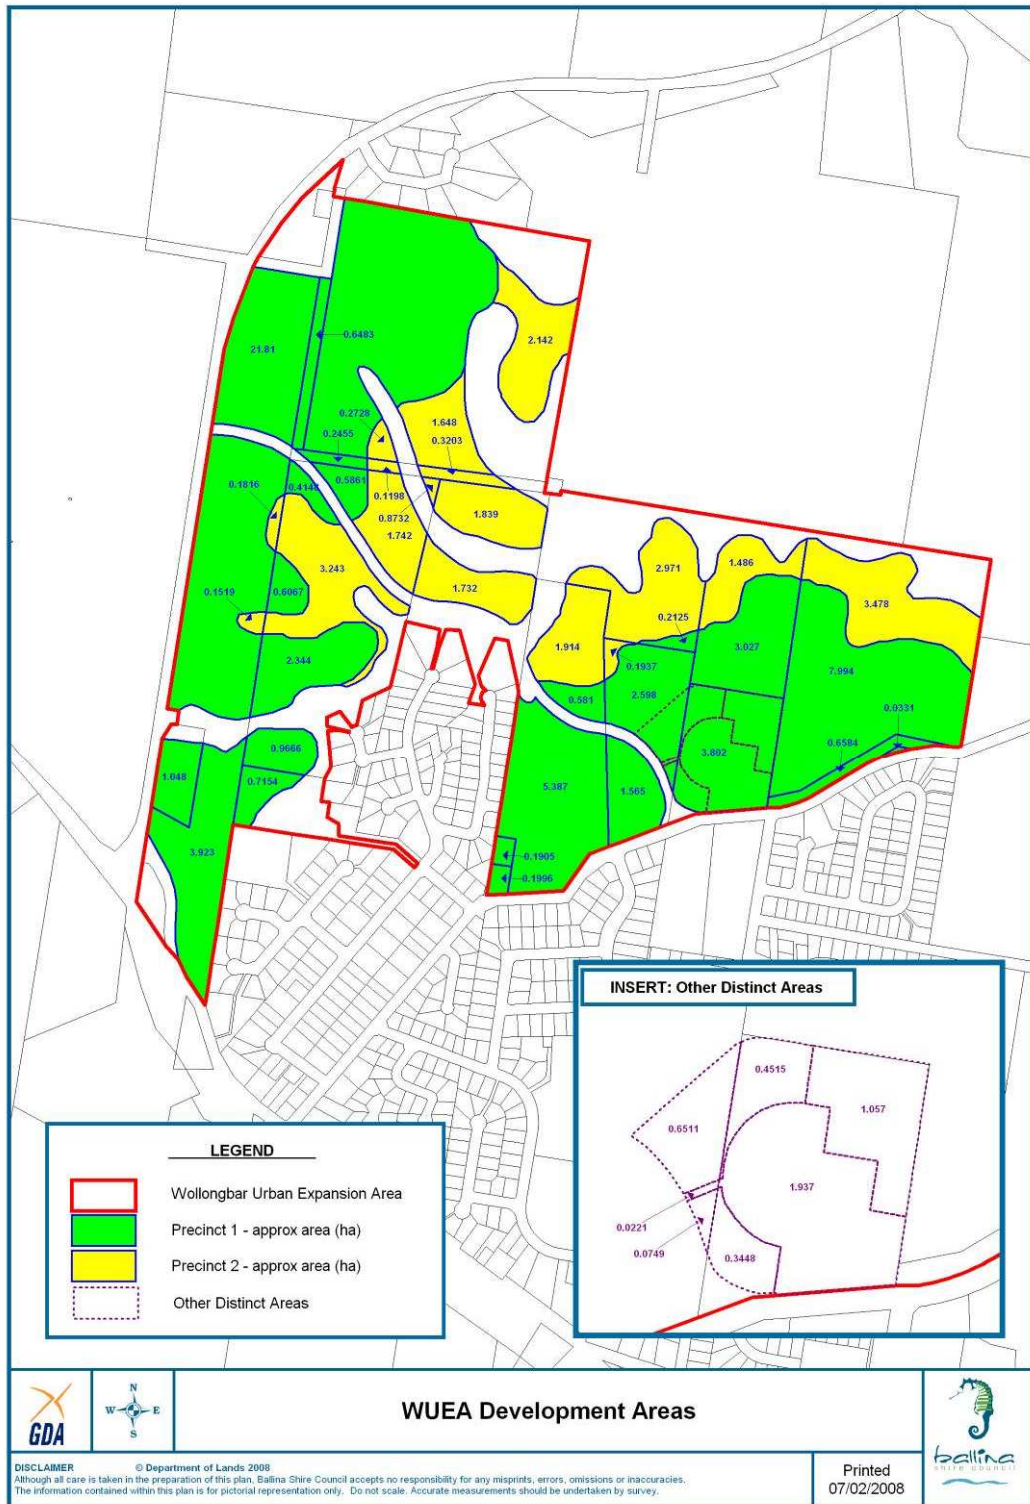 21.81
0.6483
2.142
0.2728
1.648
0.3203
0.2455
0.1816
0.4148
0.5861
0.1198
0.8732
1.839
1.742
3.243
2.971
1.486
3.478
0.1519
0.6067
1.732
0.2125
1.914
0.1937
3.027
2.344
7.994
0.581
2.598
0.0331
0.9666
0.6584
3.802
1.048
0.7154
5.387
1.565
3.923
0.1905
0.1996
INSERT: Other Distinct Areas
0.4515
1.057
0.6511
1.937
0.0221
0.0749
0.3448
LEGEND
Wollongbar Urban Expansion Area
Precinct 1 - approx area (ha)
Precinct 2 - approx area (ha)
Other Distinct Areas
GDA
N
W E
S
WUEA Development Areas
ballina
shire council
DISCLAIMER © Department of Lands 2008
Although all care is taken in the preparation of this plan, Ballina Shire Council accepts no responsibility for any misprints, errors, omissions or inaccuracies.
The information contained within this plan is for pictorial representation only. Do not scale. Accurate measurements should be undertaken by survey.
Printed
07/02/2008